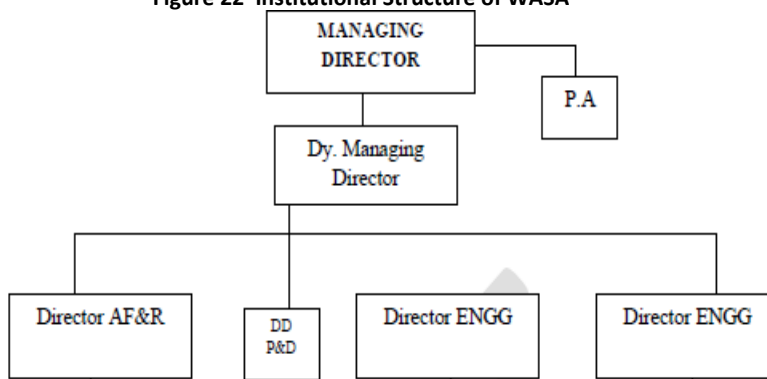 Figure 22 Institutional Structure of WASA
MANAGING
DIRECTOR
P.A
Dy. Managing
Director
Director AF&R
DD
P&D
Director ENGG
Director ENGG